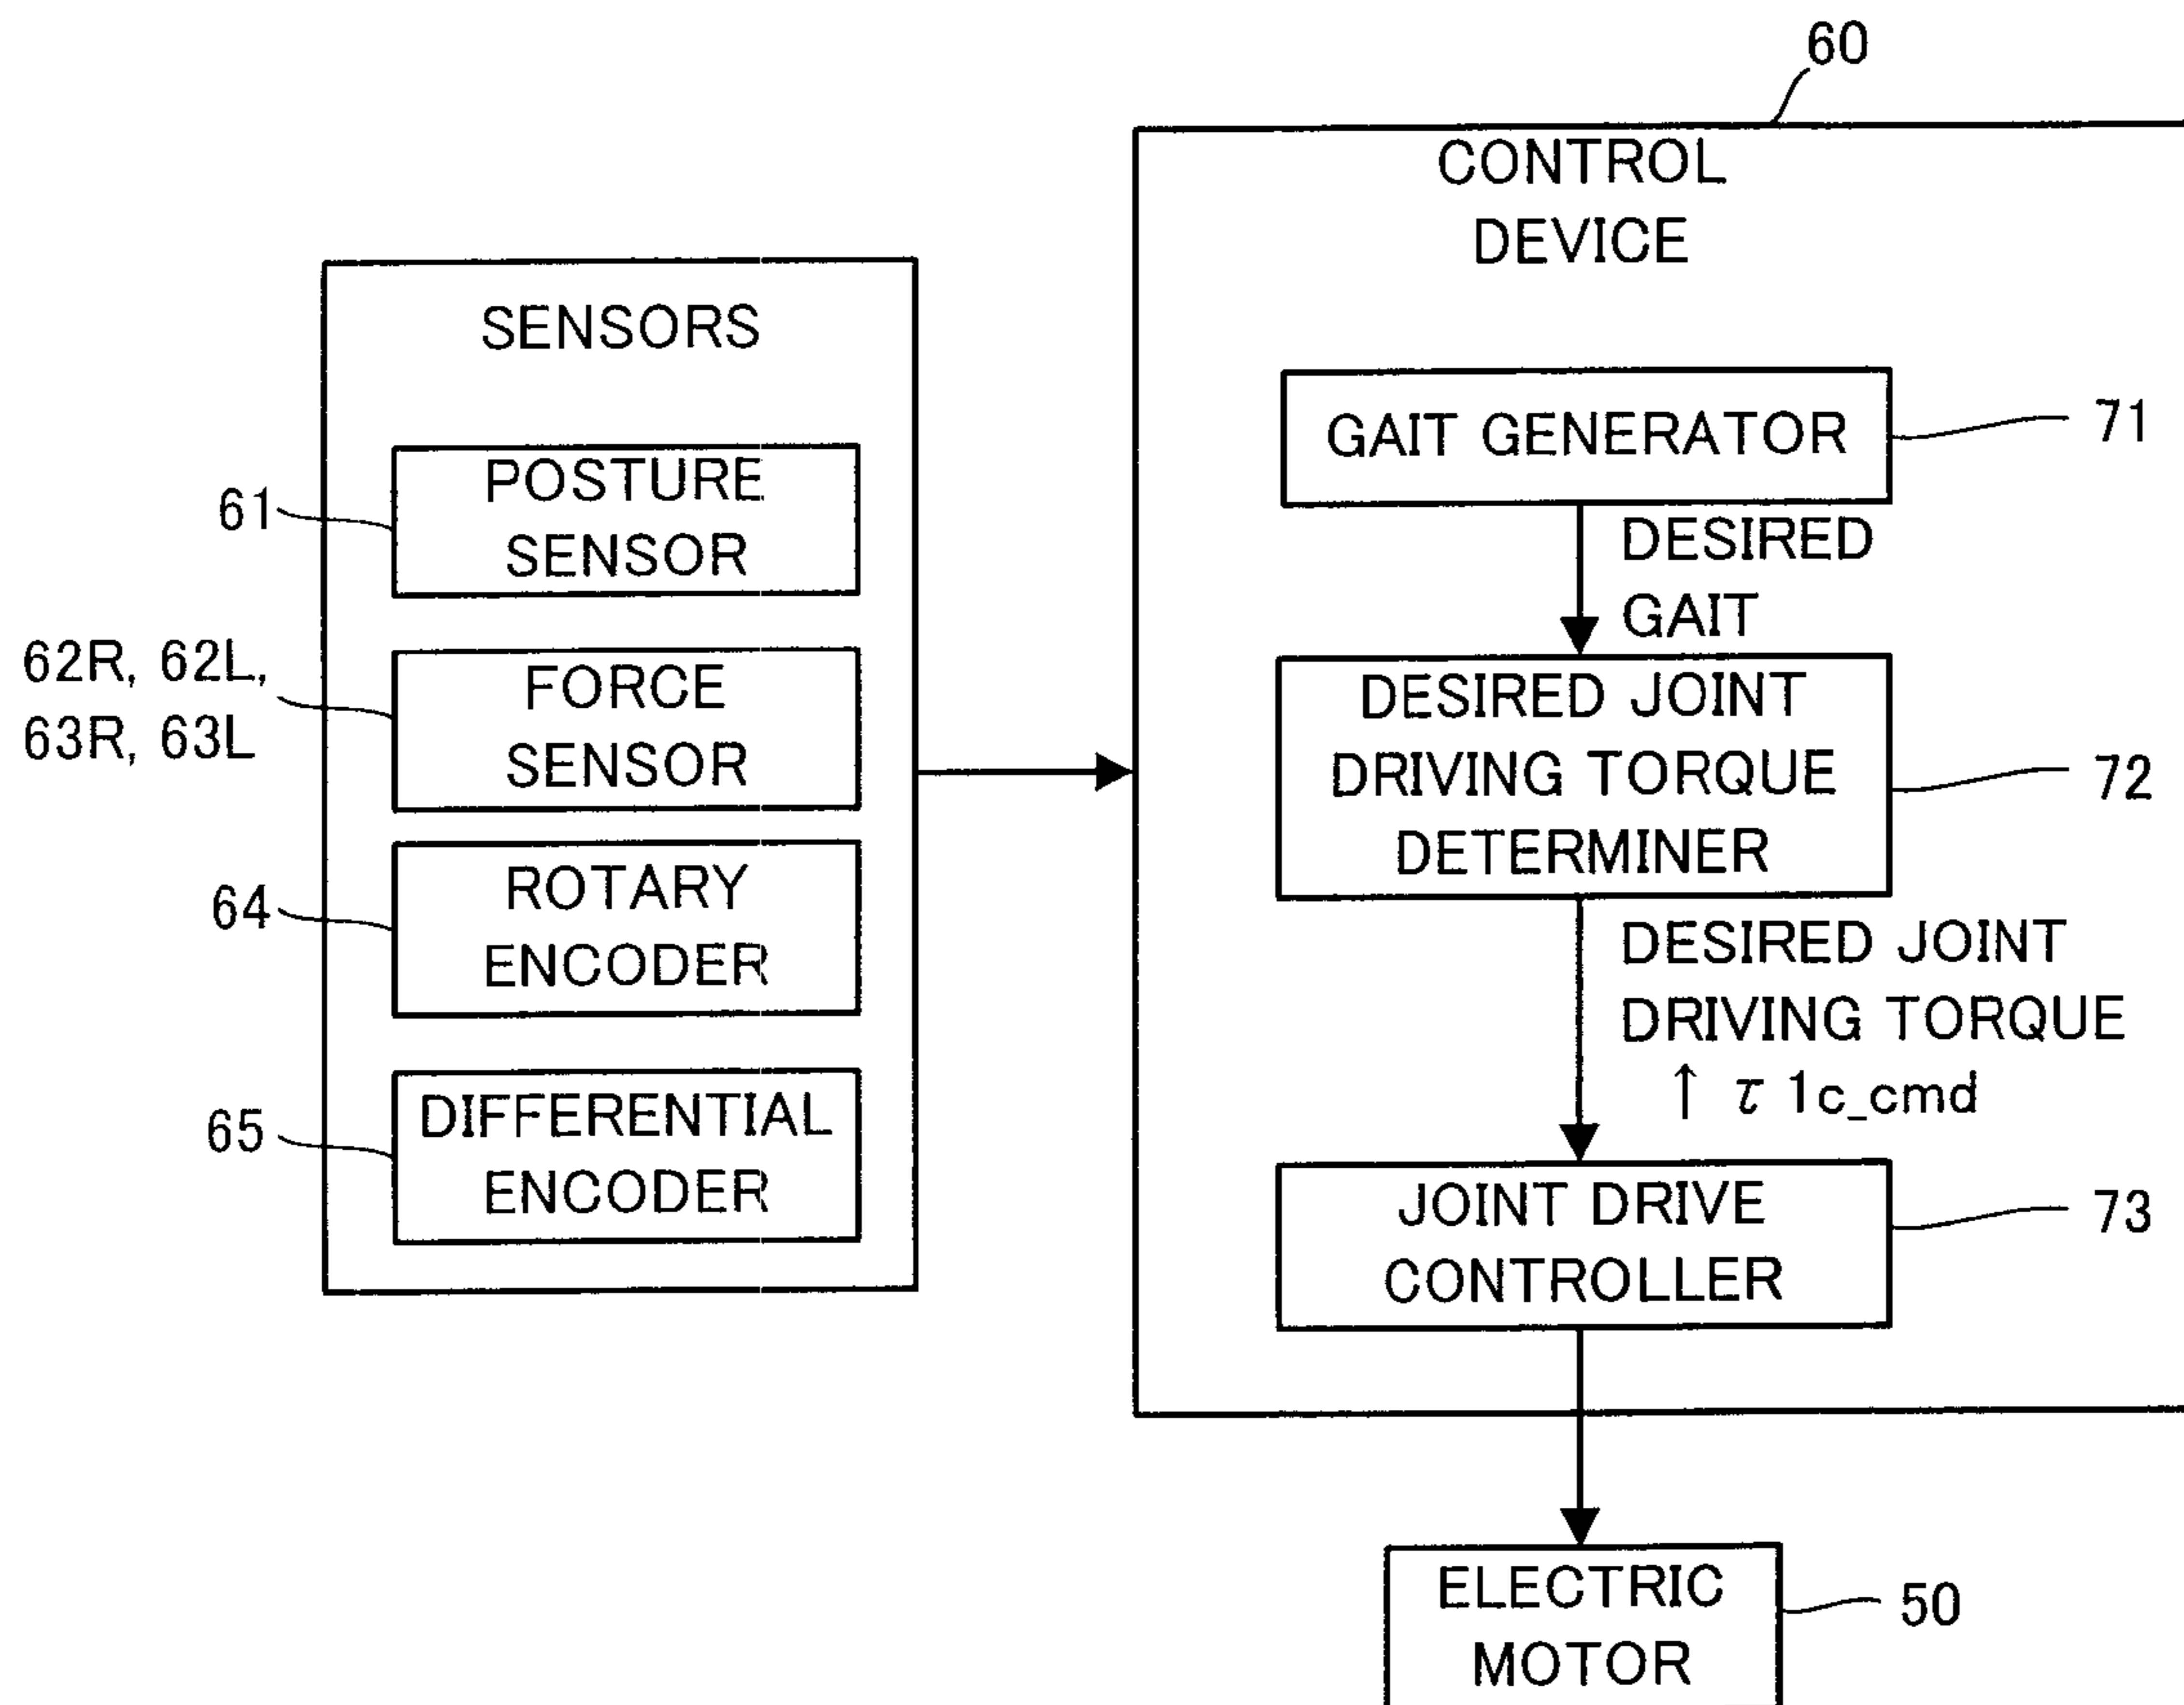 60
CONTROL
DEVICE
SENSORS
POSTURE
SENSOR
61
FORCE
SENSOR
62R, 62L,
63R, 63L
ROTARY
ENCODER
64
DIFFERENTIAL
ENCODER
65
GAIT GENERATOR
71
DESIRED
GAIT
DESIRED JOINT
DRIVING TORQUE
DETERMINER
72
DESIRED JOINT
DRIVING TORQUE
↑ τ 1c_cmd
JOINT DRIVE
CONTROLLER
73
ELECTRIC
MOTOR
50